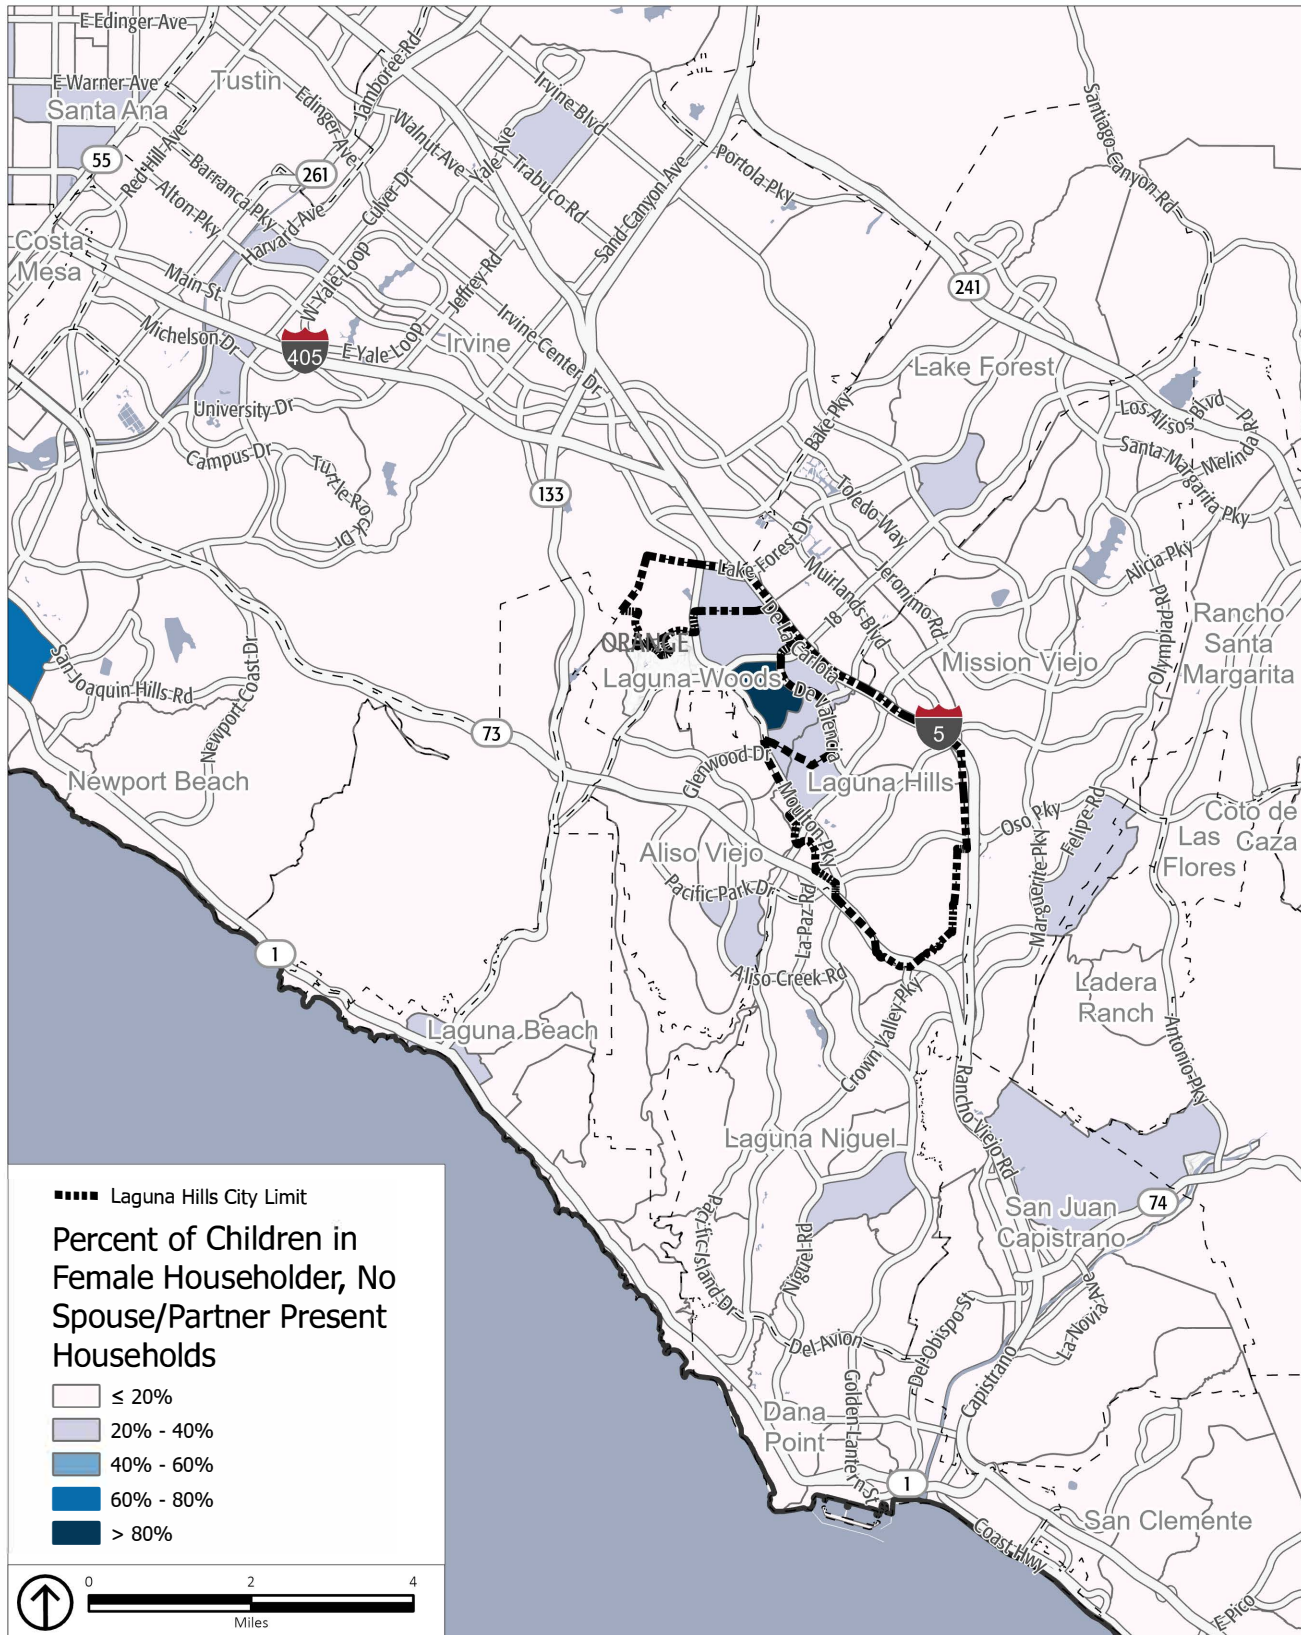 E Edinger Ave
E Warner Ave
Santa Ana
Tustin
Edinger Ave
Jamboree Rd
Irvine Blvd
Walnut Ave
Yale Ave
Trabuco Rd
55
Red Hill Ave
Barranca Pky
Alton Pky
261
Harvard Ave
Culver Dr
Sand Canyon Ave
Portola Pky
Santiago Canyon Rd
Costa
Mesa
Main St
W Yale Loop
Jeffrey Rd
241
Michelson Dr
405
E Yale Loop
Irvine
Irvine Center Dr
Lake Forest
University Dr
Campus Dr
Turtle Rock Dr
133
Bake Pky
Los Alisos Blvd
Melinda Rd
Santa Margarita Pky
Toledo Way
Lake Forest Dr
Muirlands Blvd
Jeronimo Rd
Alicia Pky
Olympiad Rd
Rancho
Santa
Margarita
De La Carlota
18
ORANGE
Laguna Woods
De Valencia
Mission Viejo
San Joaquin Hills Rd
Newport Coast Dr
73
5
Newport Beach
Glenwood Dr
Moulton Pky
Laguna Hills
Oso Pky
Felipe Rd
Marguerite Pky
Coto de
Caza
Las
Flores
Aliso Viejo
Pacific Park Dr
La Paz Rd
1
Aliso Creek Rd
Ladera
Ranch
Laguna Beach
Crown Valley Pky
Antonio Pky
Rancho Viejo Rd
Laguna Niguel
74
San Juan
Capistrano
Pacific Island Dr
Niguel Rd
Del Avion
Del Obispo St
La Novia Ave
Capistrano
Golden Lantern St
Dana
Point
1
San Clemente
Coast Hwy
E Pico
Laguna Hills City Limit
Percent of Children in
Female Householder, No
Spouse/Partner Present
Households
≤ 20%
20% - 40%
40% - 60%
60% - 80%
> 80%
0 2 4
Miles